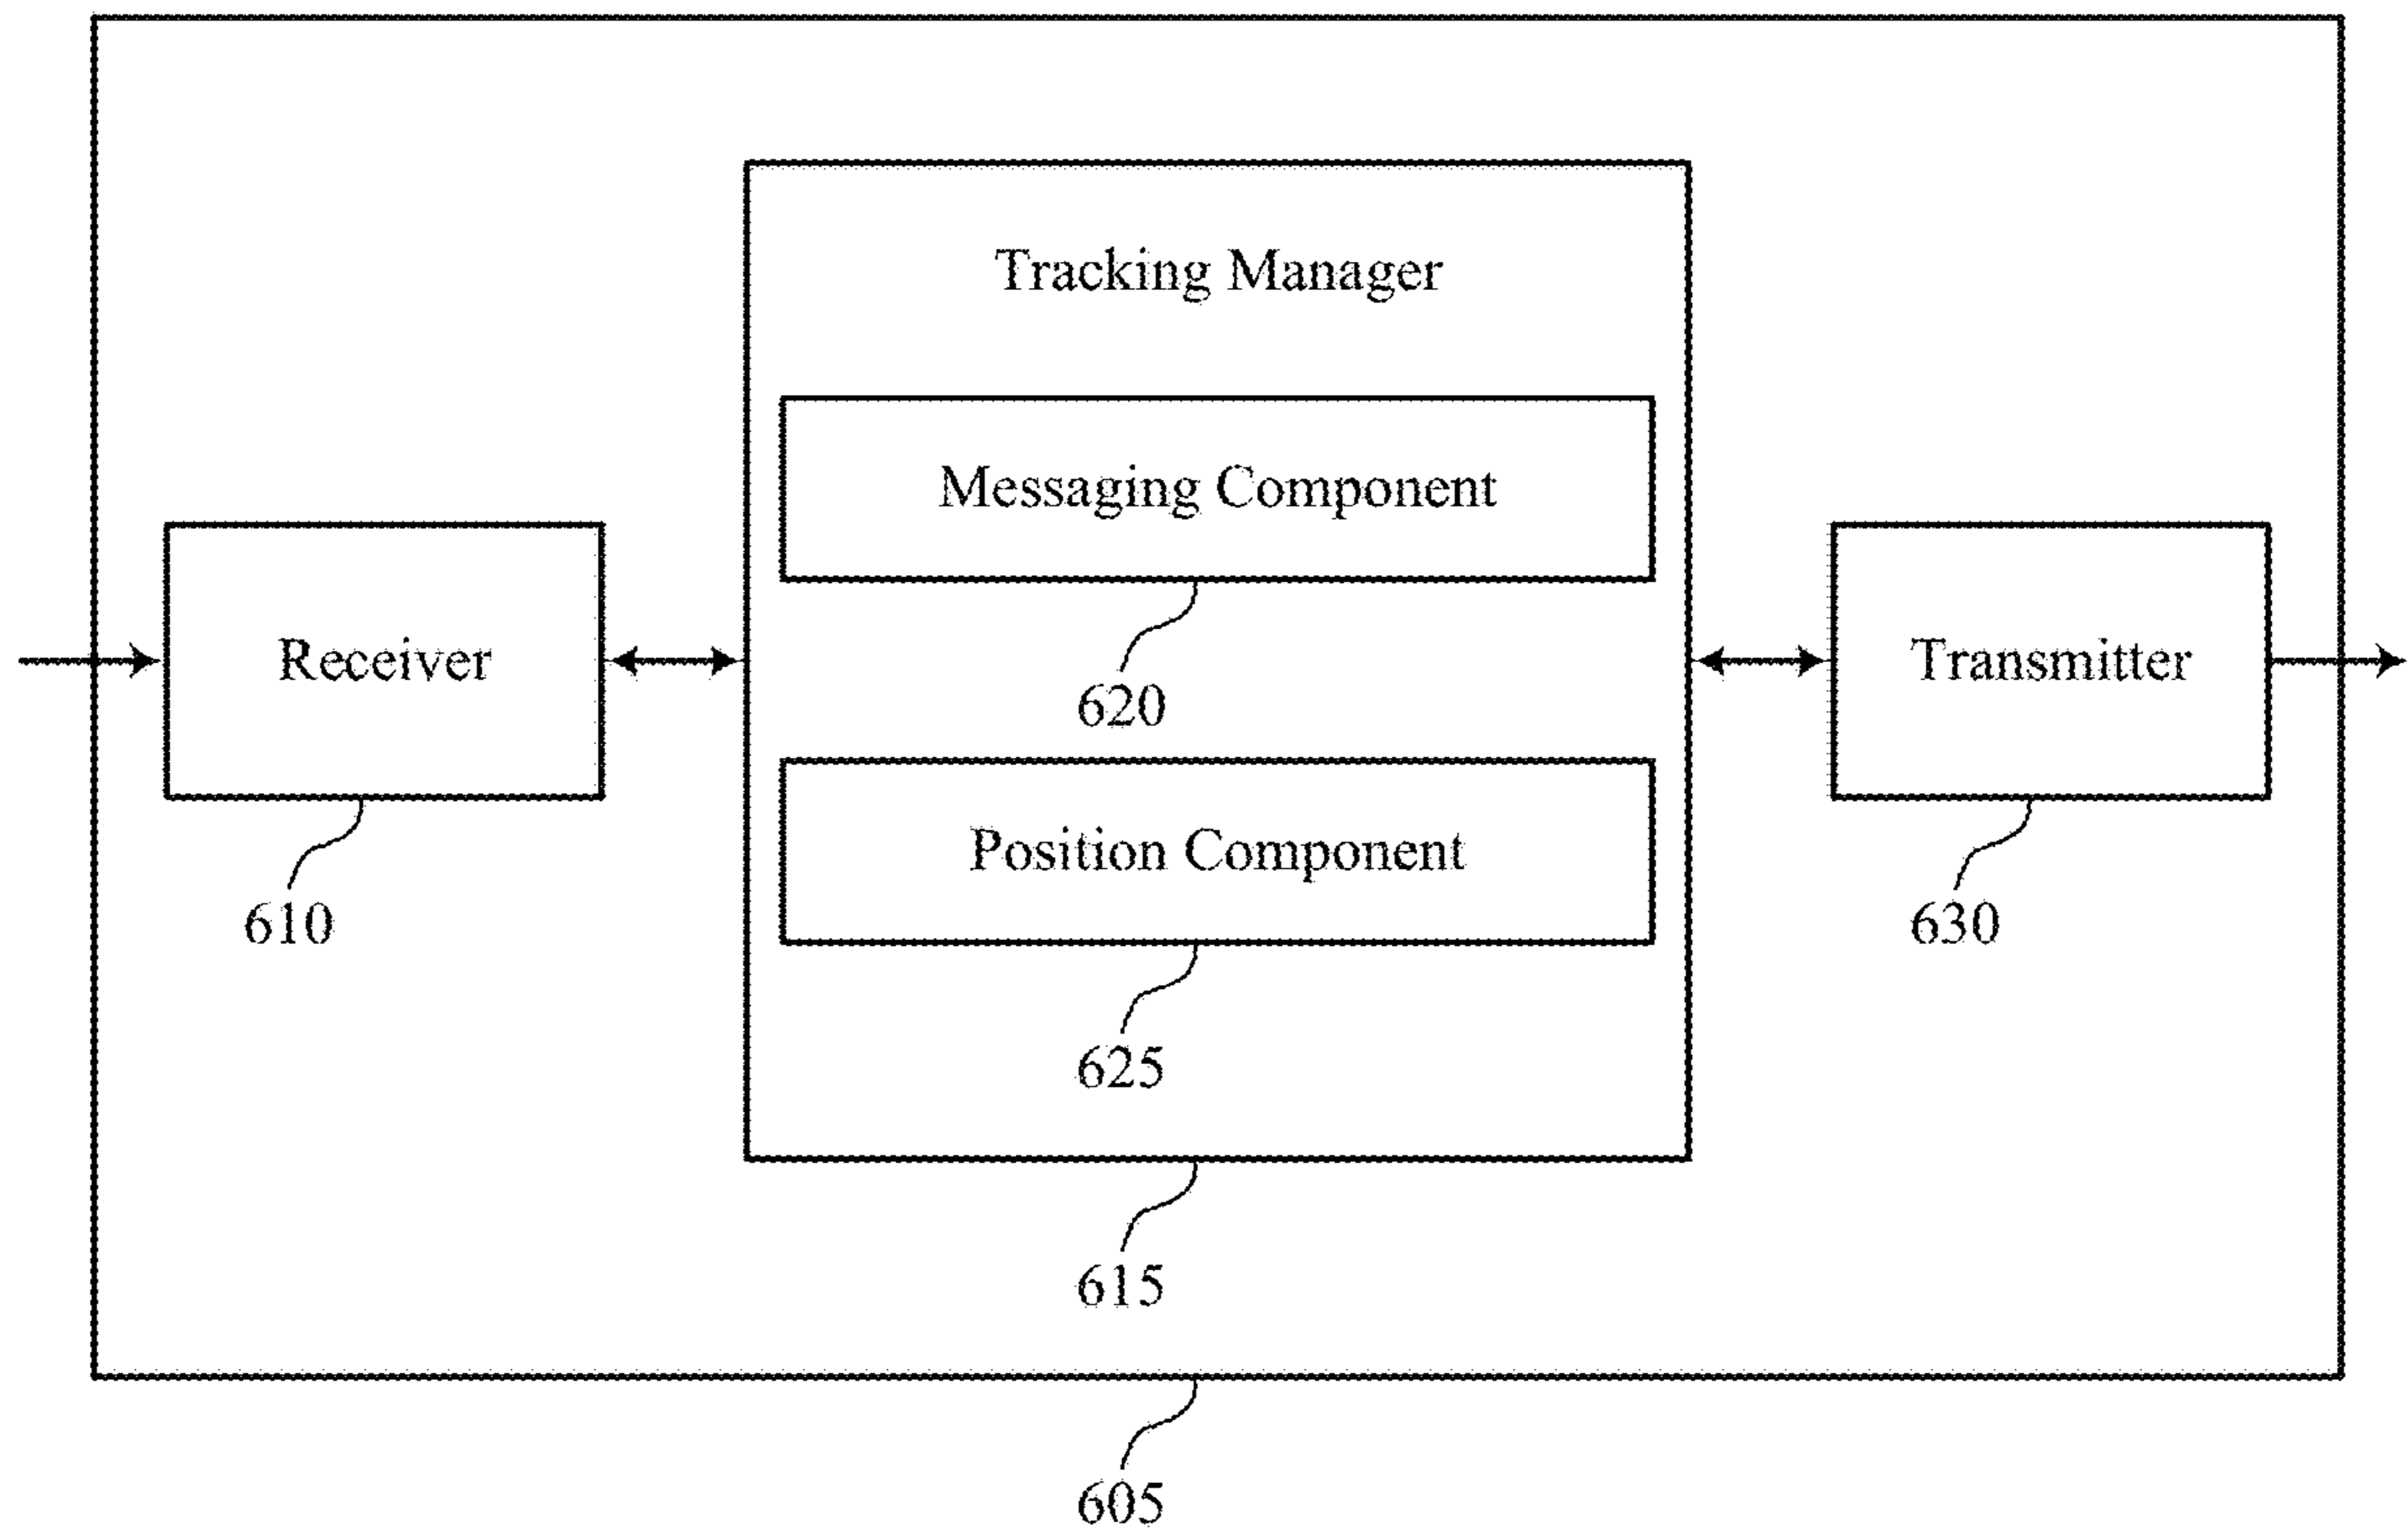 Tracking Manager
Messaging Component
620
Receiver
610
Position Component
625
Transmitter
630
615
605